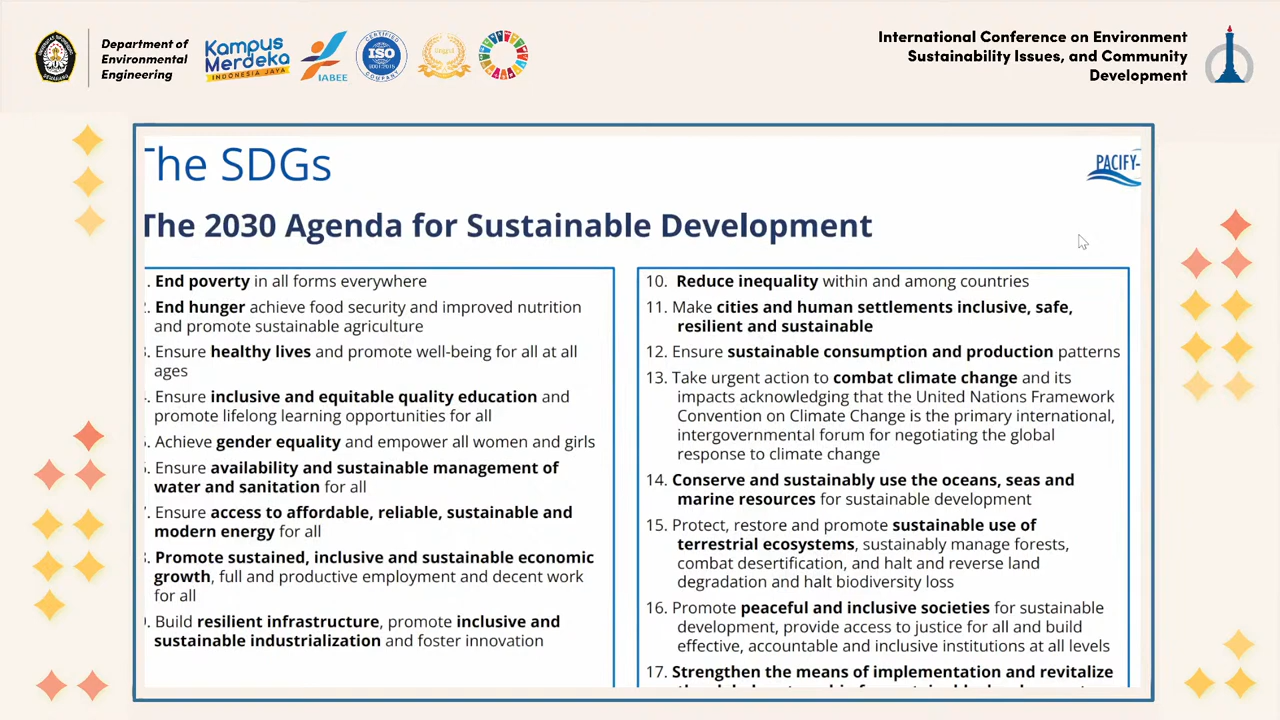 Department of
Environmental
Engineering
Kampus
Merdeka
INDONESIA JAYA
IABEE
CERTIFIED
ISO
9001:2015
COMPANY
International Conference on Environment
Sustainability Issues, and Community
Development
The SDGs
PACIFY-
The 2030 Agenda for Sustainable Development
. End poverty in all forms everywhere
. End hunger achieve food security and improved nutrition
and promote sustainable agriculture
. Ensure healthy lives and promote well-being for all at all
ages
. Ensure inclusive and equitable quality education and
promote lifelong learning opportunities for all
. Achieve gender equality and empower all women and girls
. Ensure availability and sustainable management of
water and sanitation for all
. Ensure access to affordable, reliable, sustainable and
modern energy for all
. Promote sustained, inclusive and sustainable economic
growth, full and productive employment and decent work
for all
. Build resilient infrastructure, promote inclusive and
sustainable industrialization and foster innovation
10. Reduce inequality within and among countries
11. Make cities and human settlements inclusive, safe,
resilient and sustainable
12. Ensure sustainable consumption and production patterns
13. Take urgent action to combat climate change and its
impacts acknowledging that the United Nations Framework
Convention on Climate Change is the primary international,
intergovernmental forum for negotiating the global
response to climate change
14. Conserve and sustainably use the oceans, seas and
marine resources for sustainable development
15. Protect, restore and promote sustainable use of
terrestrial ecosystems, sustainably manage forests,
combat desertification, and halt and reverse land
degradation and halt biodiversity loss
16. Promote peaceful and inclusive societies for sustainable
development, provide access to justice for all and build
effective, accountable and inclusive institutions at all levels
17. Strengthen the means of implementation and revitalize